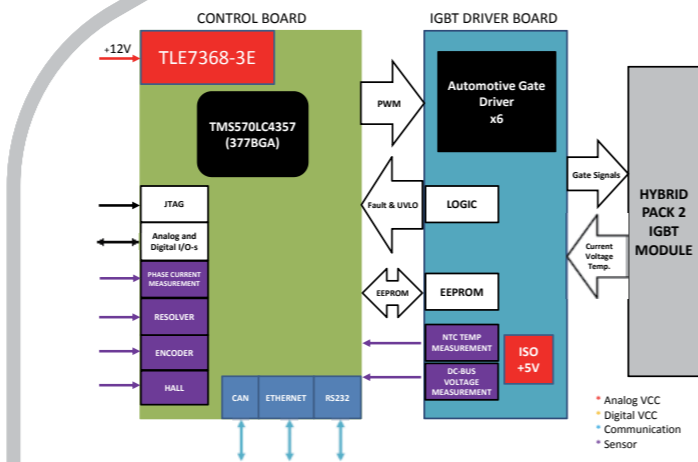 CONTROL BOARD
IGBT DRIVER BOARD
+12V
TLE7368-3E
TMS570LC4357
(377BGA)
PWM
Automotive Gate
Driver
x6
Gate Signals
HYBRID
PACK 2
IGBT
MODULE
JTAG
Fault & UVLO
LOGIC
Analog and
Digital I/O-s
Current
Voltage
Temp.
PHASE CURRENT
MEASUREMENT
EEPROM
EEPROM
RESOLVER
ENCODER
NTC TEMP
MEASUREMENT
ISO
+5V
HALL
DC-BUS
VOLTAGE
MEASUREMENT
CAN
ETHERNET
RS232
* Analog VCC
* Digital VCC
* Communication
* Sensor